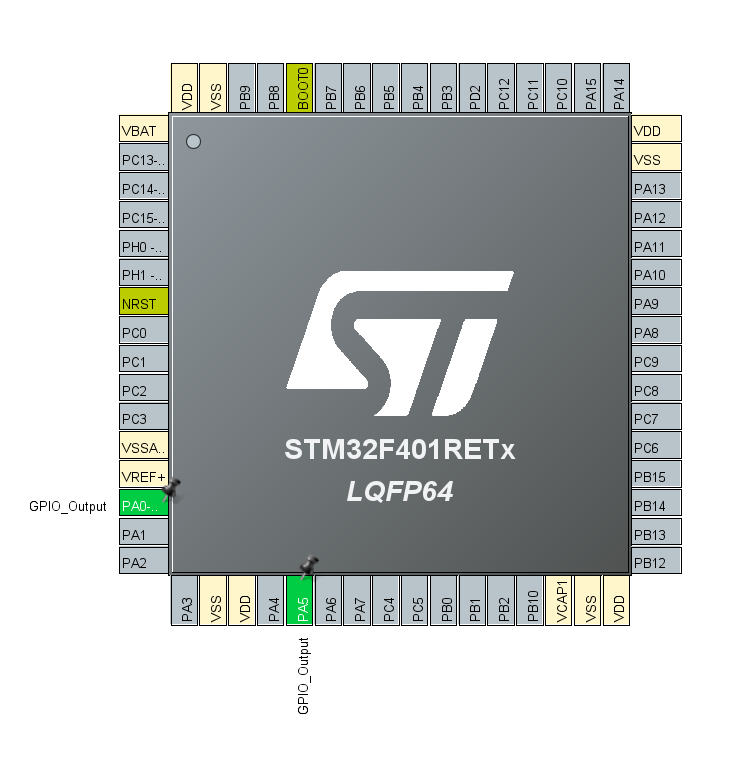 VDD
VSS
PB9
PB8
BOOT0
PB7
PB6
PB5
PB4
PB3
PD2
PC12
PC11
PC10
PA15
PA14
VBAT
PC13-..
PC14-..
PC15-..
PH0 -..
PH1 -..
NRST
PC0
PC1
PC2
PC3
VSSA..
VREF+
GPIO_Output
PA0-..
PA1
PA2
VDD
VSS
PA13
PA12
PA11
PA10
PA9
PA8
PC9
PC8
PC7
PC6
PB15
PB14
PB13
PB12
ST
STM32F401RETx
LQFP64
PA3
VSS
VDD
PA4
PA5
PA6
PA7
PC4
PC5
PB0
PB1
PB2
PB10
VCAP1
VSS
VDD
GPIO_Output